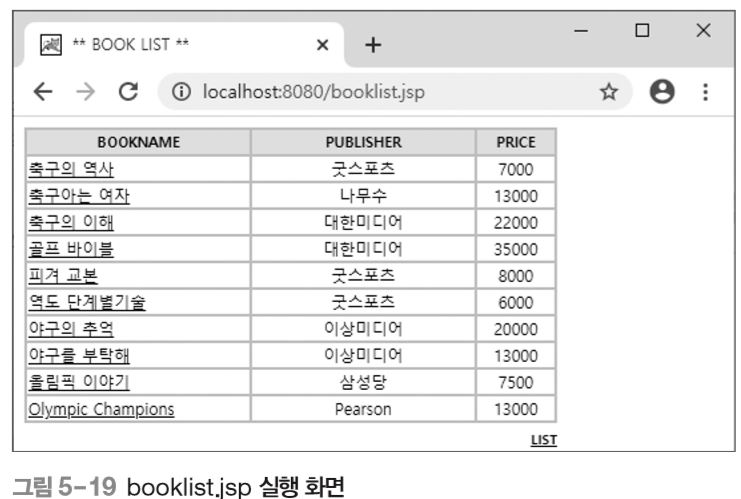 ** BOOK LIST **
localhost:8080/booklist.jsp
BOOKNAME PUBLISHER PRICE
축구의 역사 굿스포츠 7000
축구아는 여자 나무수 13000
축구의 이해 대한미디어 22000
골프 바이블 대한미디어 35000
피겨 교본 굿스포츠 8000
역도 단계별기술 굿스포츠 6000
야구의 추억 이상미디어 20000
야구를 부탁해 이상미디어 13000
올림픽 이야기 삼성당 7500
Olympic Champions Pearson 13000
LIST
그림 5-19 booklist.jsp 실행 화면